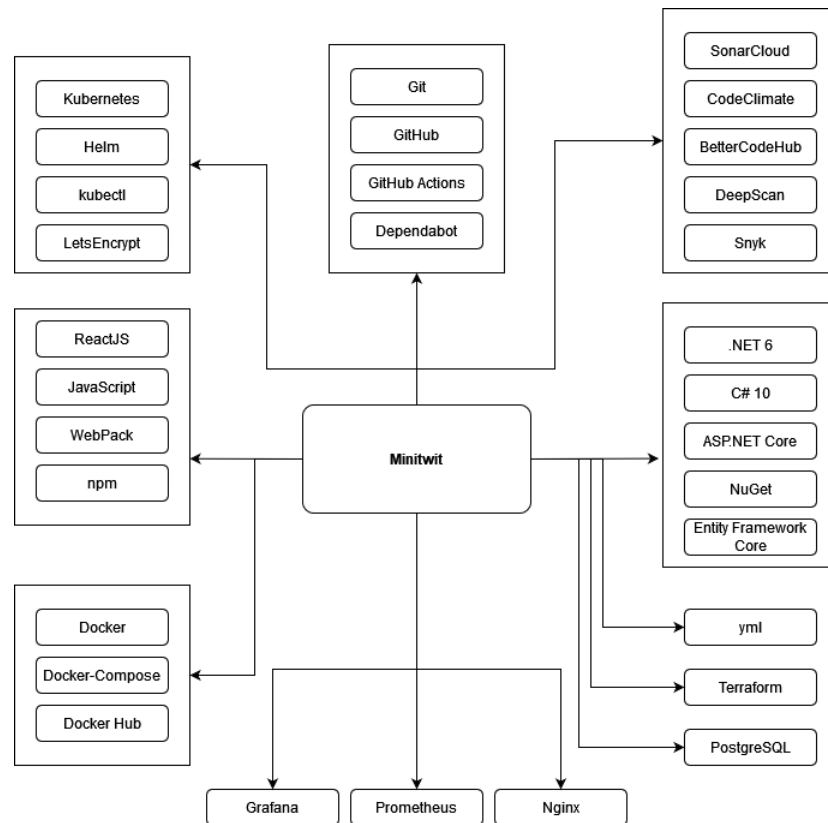 Kubernetes
Helm
kubectl
LetsEncrypt
Git
GitHub
GitHub Actions
Dependabot
SonarCloud
CodeClimate
BetterCodeHub
DeepScan
Snyk
ReactJS
JavaScript
WebPack
npm
Minitwit
.NET 6
C# 10
ASP.NET Core
NuGet
Entity Framework
Core
Docker
Docker-Compose
Docker Hub
yml
Terraform
PostgreSQL
Grafana
Prometheus
Nginx